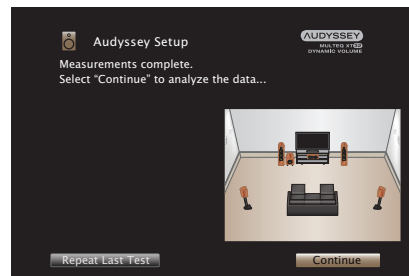 Audyssey Setup
AUDYSSEY
MULTEQ XT32
DYNAMIC VOLUME
Measurements complete.
Select “Continue” to analyze the data...
Repeat Last Test
Continue